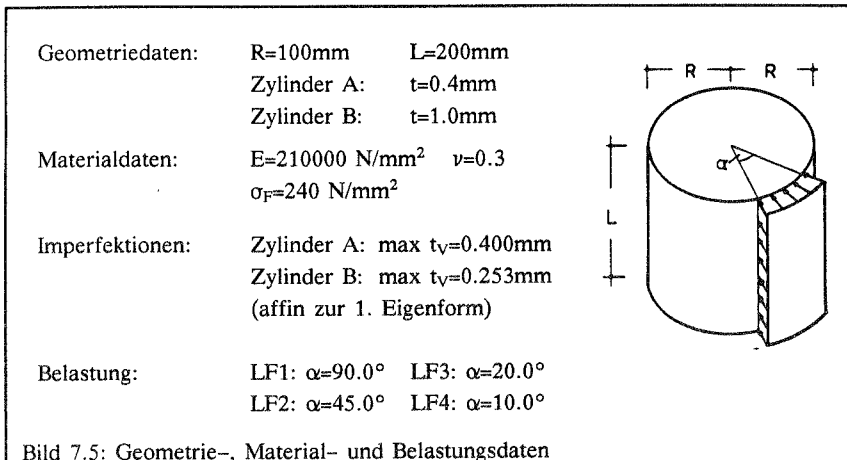 Geometriedaten: R=100mm L=200mm
Zylinder A: t=0.4mm
Zylinder B: t=1.0mm
Materialdaten: E=210000 N/mm² ν=0.3
σF=240 N/mm²
Imperfektionen: Zylinder A: max tv=0.400mm
Zylinder B: max tv=0.253mm
(affin zur 1. Eigenform)
Belastung: LF1: α=90.0° LF3: α=20.0°
LF2: α=45.0° LF4: α=10.0°
R R
α
L
Bild 7.5: Geometrie-, Material- und Belastungsdaten